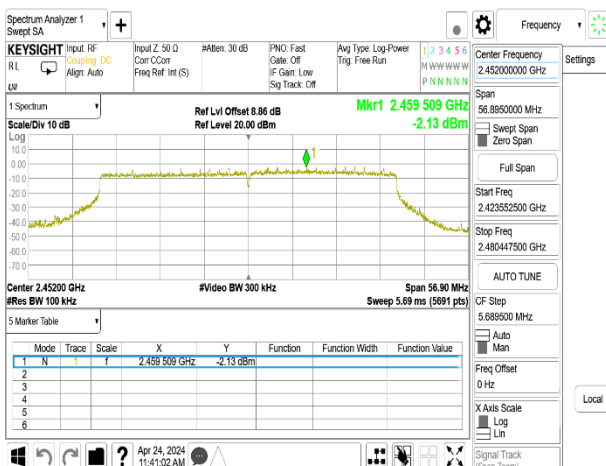 Spectrum Analyzer 1
Swept SA
Frequency
KEYSIGHT
RL
Input: RF
Coupling: DC
Align: Auto
Input Z: 50 Ω
Corr CCorr
Freq Ref: Int (S)
#Atten: 30 dB
PNO: Fast
Gate: Off
IF Gain: Low
Sig Track: Off
Avg Type: Log-Power
Trig: Free Run
1 2 3 4 5 6
M W W W W W
P N N N N N
1 Spectrum
Scale/Div 10 dB
Log
Ref Lvl Offset 8.86 dB
Ref Level 20.00 dBm
Mkr1 2.459 509 GHz
-2.13 dBm
10.0
0.00
-10.0
-20.0
-30.0
-40.0
-50.0
-60.0
-70.0
1
Center 2.45200 GHz
#Res BW 100 kHz
#Video BW 300 kHz
Span 56.90 MHz
Sweep 5.69 ms (5691 pts)
5 Marker Table
Mode Trace Scale X Y Function Function Width Function Value
1 N 1 f 2.459 509 GHz -2.13 dBm
2
3
4
5
6
Apr 24, 2024
11:41:02 AM
Center Frequency
2.452000000 GHz
Settings
Span
56.8950000 MHz
Swept Span
Zero Span
Full Span
Start Freq
2.423552500 GHz
Stop Freq
2.480447500 GHz
AUTO TUNE
CF Step
5.689500 MHz
Auto
Man
Freq Offset
0 Hz
Local
X Axis Scale
Log
Lin
Signal Track
(Span Zoom)